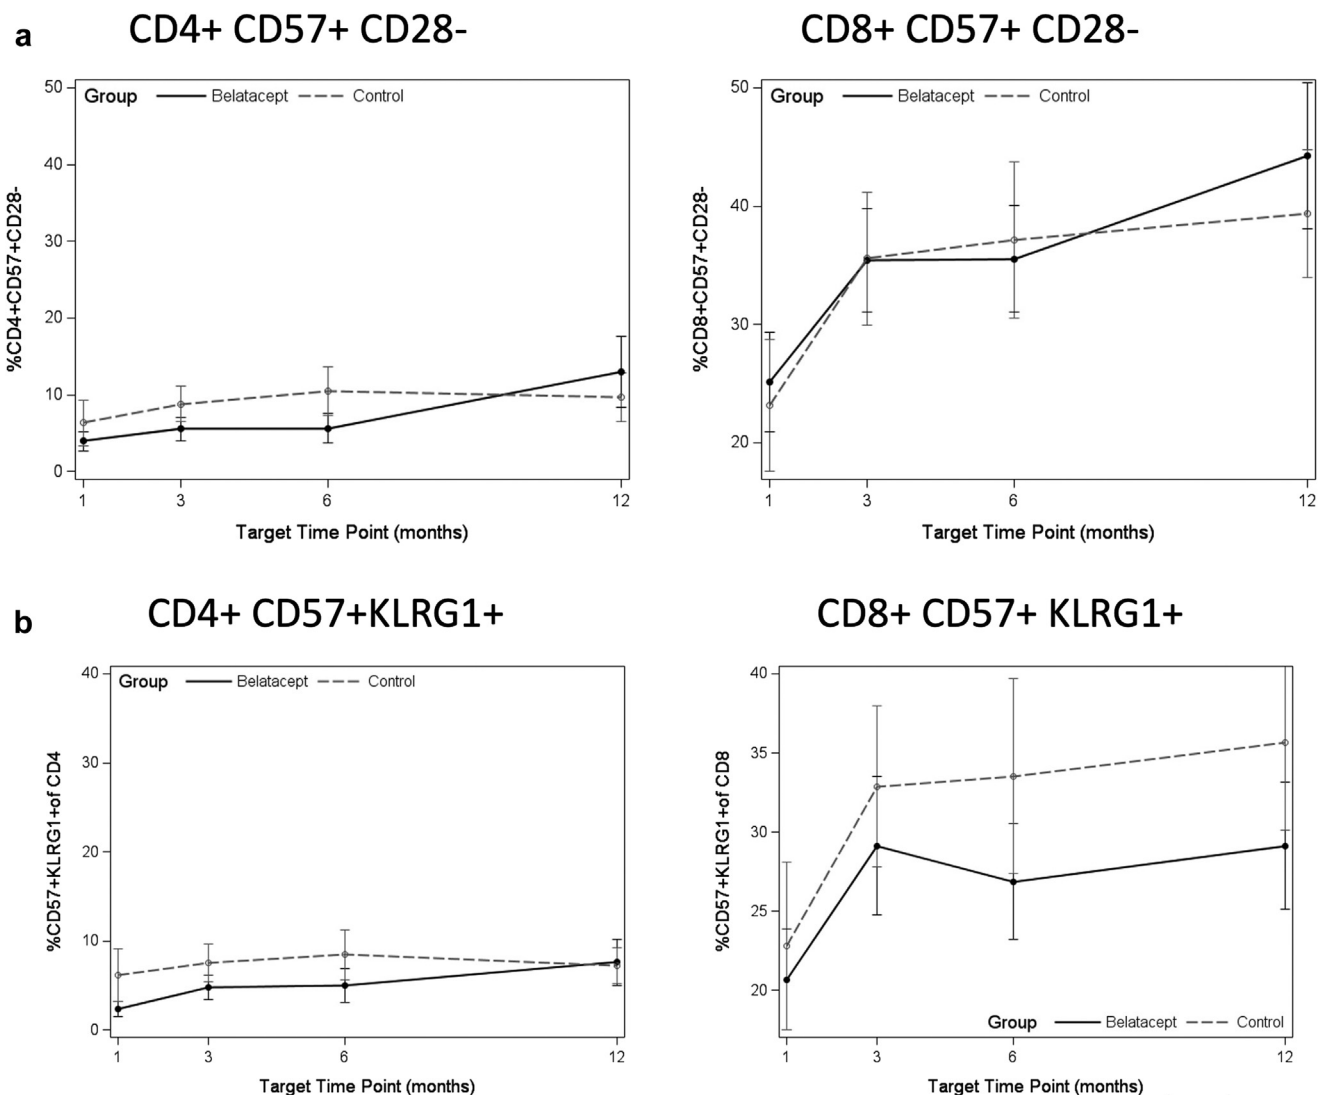 a
CD4+ CD57+ CD28-
CD8+ CD57+ CD28-
Group Belatacept Control
50
40
30
20
10
0
%CD4+CD57+CD28-
1 3 6 12
Target Time Point (months)
Group Belatacept Control
50
40
30
20
%CD8+CD57+CD28-
1 3 6 12
Target Time Point (months)
b
CD4+ CD57+KLRG1+
CD8+ CD57+ KLRG1+
Group Belatacept Control
40
30
20
10
0
%CD57+KLRG1+of CD4
1 3 6 12
Target Time Point (months)
40
35
30
25
20
%CD57+KLRG1+of CD8
Group Belatacept Control
1 3 6 12
Target Time Point (months)